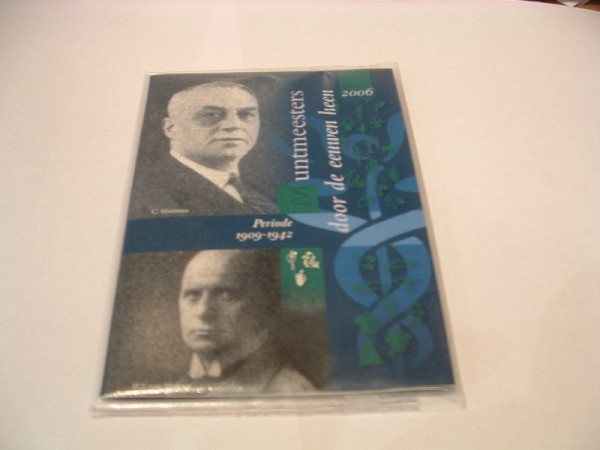 Muntmeesters
door de eeuwen heen
2006
Periode
1909-1942